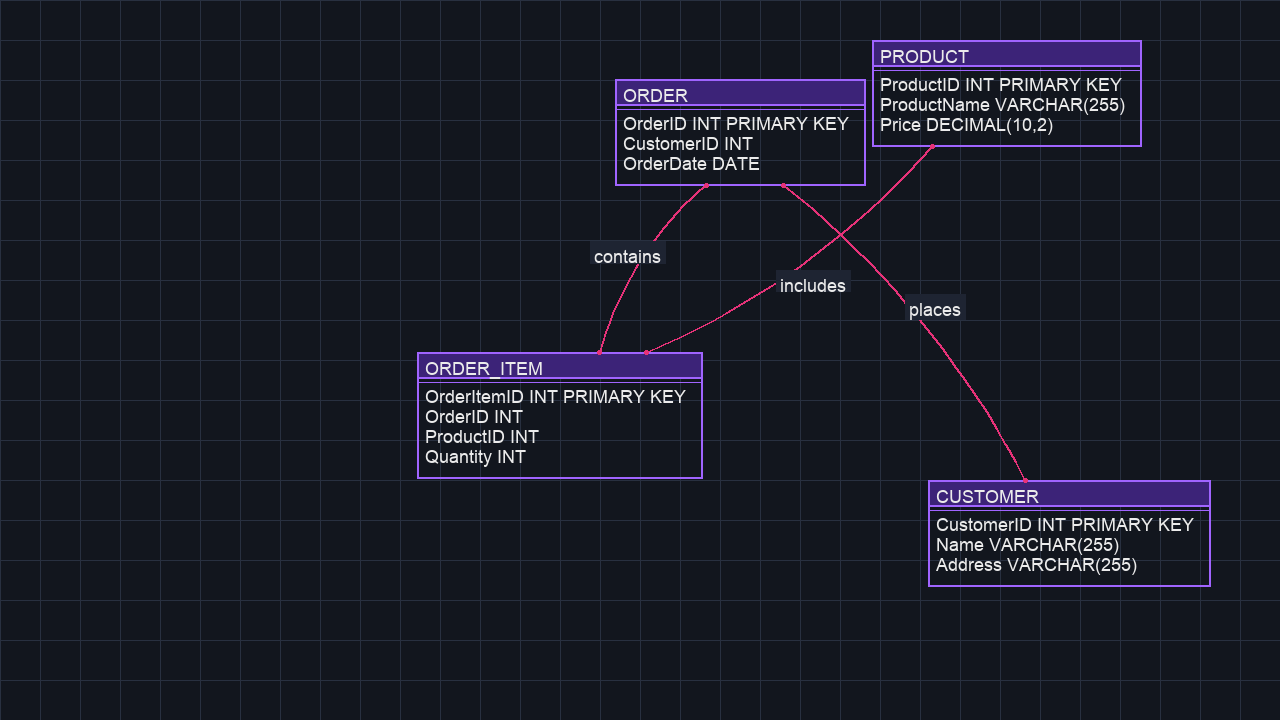 PRODUCT
ProductID INT PRIMARY KEY
ProductName VARCHAR(255)
Price DECIMAL(10,2)
ORDER
OrderID INT PRIMARY KEY
CustomerID INT
OrderDate DATE
contains
includes
places
ORDER_ITEM
OrderItemID INT PRIMARY KEY
OrderID INT
ProductID INT
Quantity INT
CUSTOMER
CustomerID INT PRIMARY KEY
Name VARCHAR(255)
Address VARCHAR(255)